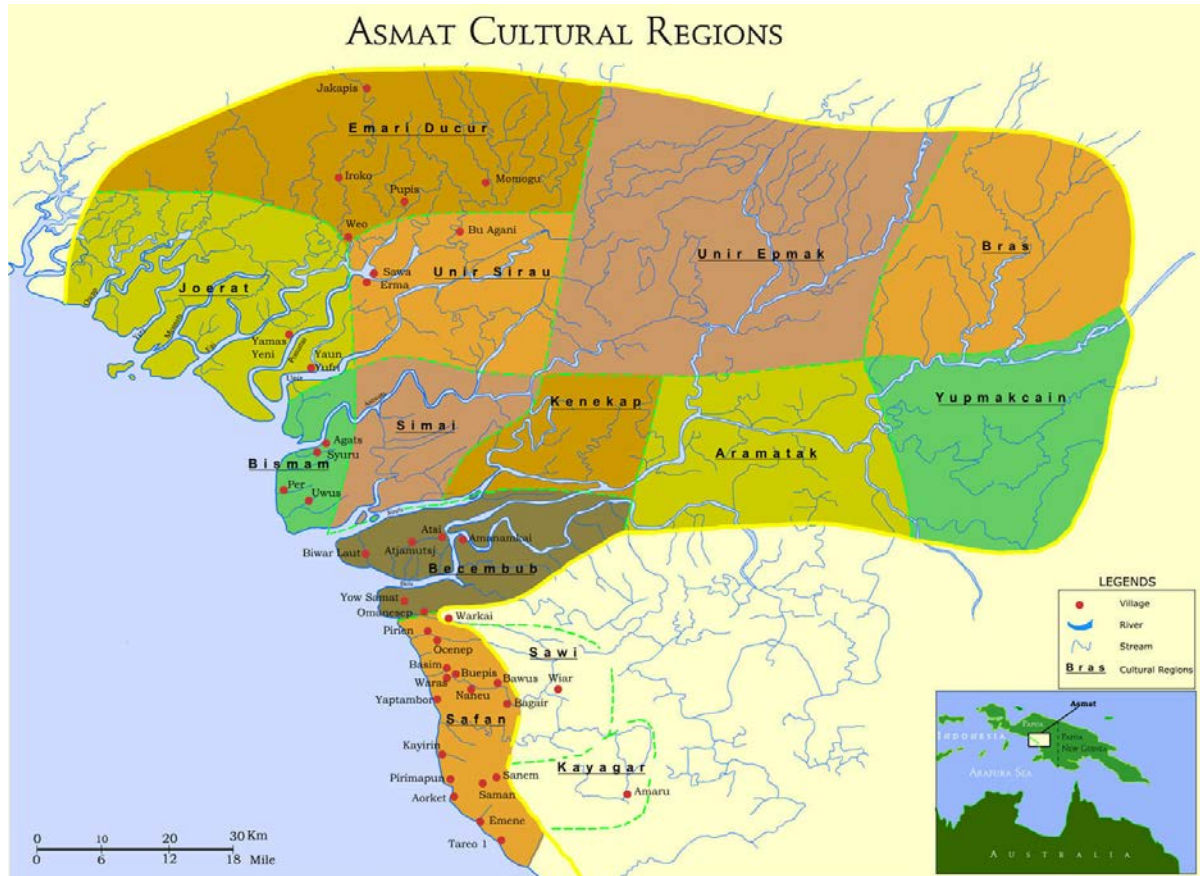 ASMAT CULTURAL REGIONS
Jakapis
Emari Ducur
Iroko
Momogu
Pupis
Weo
Bu Agani
Unir Epmak
Bras
Sawa
Erma
Unir Sirau
Joerat
Yamas
Yeni
Yaun
Yufri
Unir
Kenekap
Yupmakcain
Simai
Agats
Syuru
Aramatak
Bismam
Per
Uwus
Atsi
Amanamkai
Atjamutsj
Biwar Laut
Becembub
Yow Samat
Omanesep
Warkai
Pirien
Ocenep
Sawi
Basim
Buepis
Waras
Bawus
Wiar
Naheu
Yaptambor
Bagair
Safan
Kayirin
Kayagar
Pirimapun
Sanem
Saman
Amaru
Aorket
Emene
Tareo 1
LEGENDS
Village
River
Stream
Bras Cultural Regions
Asmat
Papua
INDONESIA
Papua
New Guinea
ARAFURA SEA
AUSTRALIA
0 10 20 30 Km
0 6 12 18 Mile